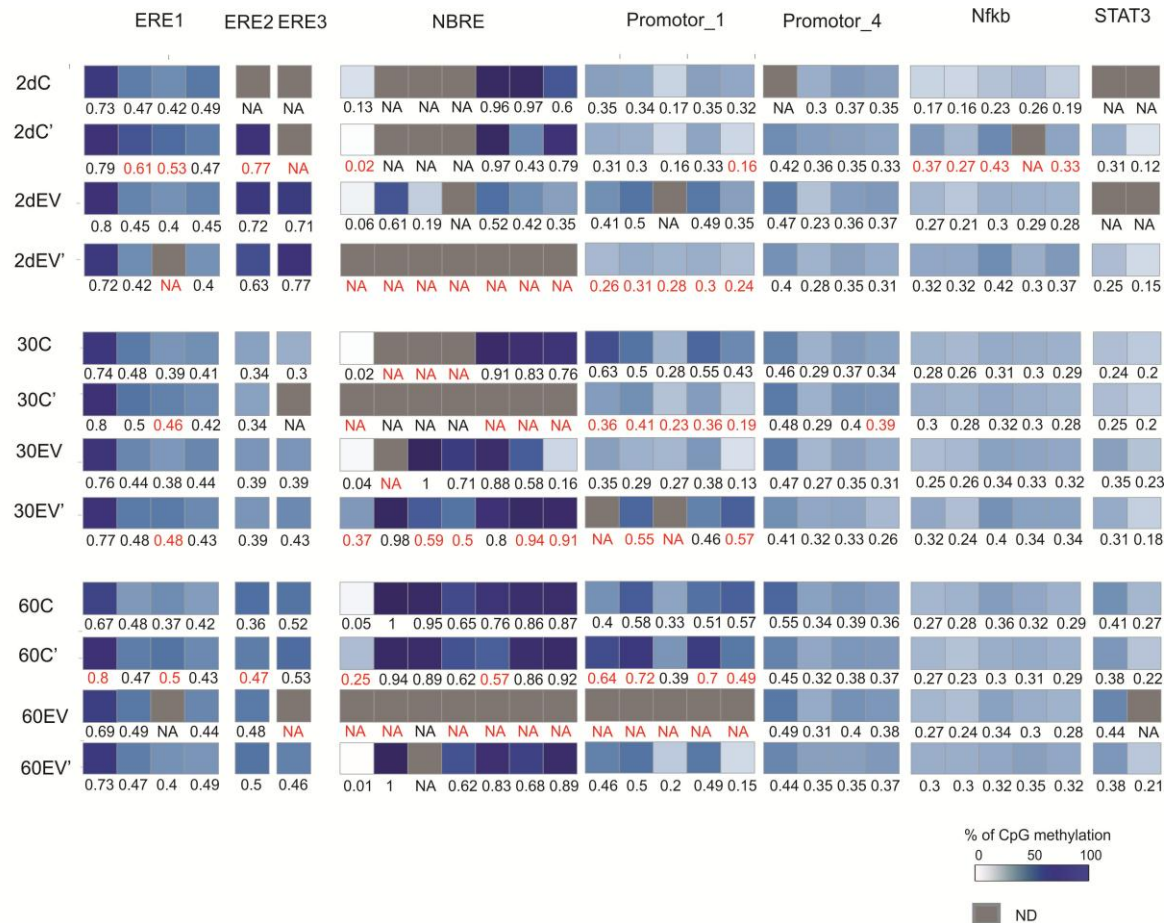 ERE1 ERE2 ERE3 NBRE Promotor_1 Promotor_4 Nfkb STAT3
2dC
0.73 0.47 0.42 0.49 NA NA 0.13 NA NA NA 0.96 0.97 0.6 0.35 0.34 0.17 0.35 0.32 NA 0.3 0.37 0.35 0.17 0.16 0.23 0.26 0.19 NA NA
2dC’
0.79 0.61 0.53 0.47 0.77 NA 0.02 NA NA NA 0.97 0.43 0.79 0.31 0.3 0.16 0.33 0.16 0.42 0.36 0.35 0.33 0.37 0.27 0.43 NA 0.33 0.31 0.12
2dEV
0.8 0.45 0.4 0.45 0.72 0.71 0.06 0.61 0.19 NA 0.52 0.42 0.35 0.41 0.5 NA 0.49 0.35 0.47 0.23 0.36 0.37 0.27 0.21 0.3 0.29 0.28 NA NA
2dEV’
0.72 0.42 NA 0.4 0.63 0.77 NA NA NA NA NA NA NA 0.26 0.31 0.28 0.3 0.24 0.4 0.28 0.35 0.31 0.32 0.32 0.42 0.3 0.37 0.25 0.15
30C
0.74 0.48 0.39 0.41 0.34 0.3 0.02 NA NA NA 0.91 0.83 0.76 0.63 0.5 0.28 0.55 0.43 0.46 0.29 0.37 0.34 0.28 0.26 0.31 0.3 0.29 0.24 0.2
30C’
0.8 0.5 0.46 0.42 0.34 NA NA NA NA NA NA NA NA 0.36 0.41 0.23 0.36 0.19 0.48 0.29 0.4 0.39 0.3 0.28 0.32 0.3 0.28 0.25 0.2
30EV
0.76 0.44 0.38 0.44 0.39 0.39 0.04 NA 1 0.71 0.88 0.58 0.16 0.35 0.29 0.27 0.38 0.13 0.47 0.27 0.35 0.31 0.25 0.26 0.34 0.33 0.32 0.35 0.23
30EV’
0.77 0.48 0.48 0.43 0.39 0.43 0.37 0.98 0.59 0.5 0.8 0.94 0.91 NA 0.55 NA 0.46 0.57 0.41 0.32 0.33 0.26 0.32 0.24 0.4 0.34 0.34 0.31 0.18
60C
0.67 0.48 0.37 0.42 0.36 0.52 0.05 1 0.95 0.65 0.76 0.86 0.87 0.4 0.58 0.33 0.51 0.57 0.55 0.34 0.39 0.36 0.27 0.28 0.36 0.32 0.29 0.41 0.27
60C’
0.8 0.47 0.5 0.43 0.47 0.53 0.25 0.94 0.89 0.62 0.57 0.86 0.92 0.64 0.72 0.39 0.7 0.49 0.45 0.32 0.38 0.37 0.27 0.23 0.3 0.31 0.29 0.38 0.22
60EV
0.69 0.49 NA 0.44 0.48 NA NA NA NA NA NA NA NA NA NA NA NA NA 0.49 0.31 0.4 0.38 0.27 0.24 0.34 0.3 0.28 0.44 NA
60EV’
0.73 0.47 0.4 0.49 0.5 0.46 0.01 1 NA 0.62 0.83 0.68 0.89 0.46 0.5 0.2 0.49 0.15 0.44 0.35 0.35 0.37 0.3 0.3 0.32 0.35 0.32 0.38 0.21
% of CpG methylation
0 50 100
ND